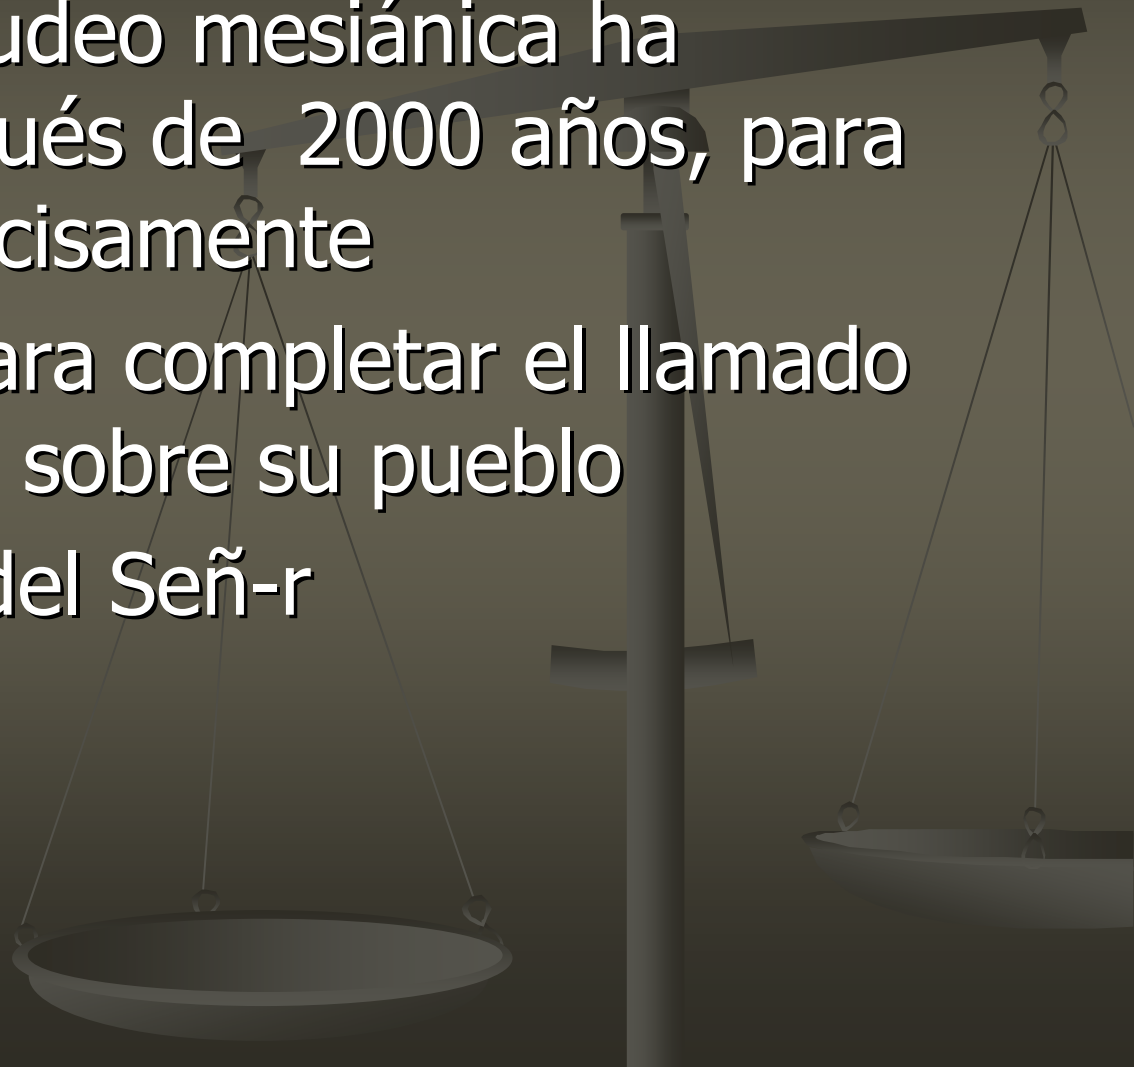 udeo mesiánica ha
ués de  2000 años, para
cisamente
ara completar el llamado
sobre su pueblo
del Señ-r